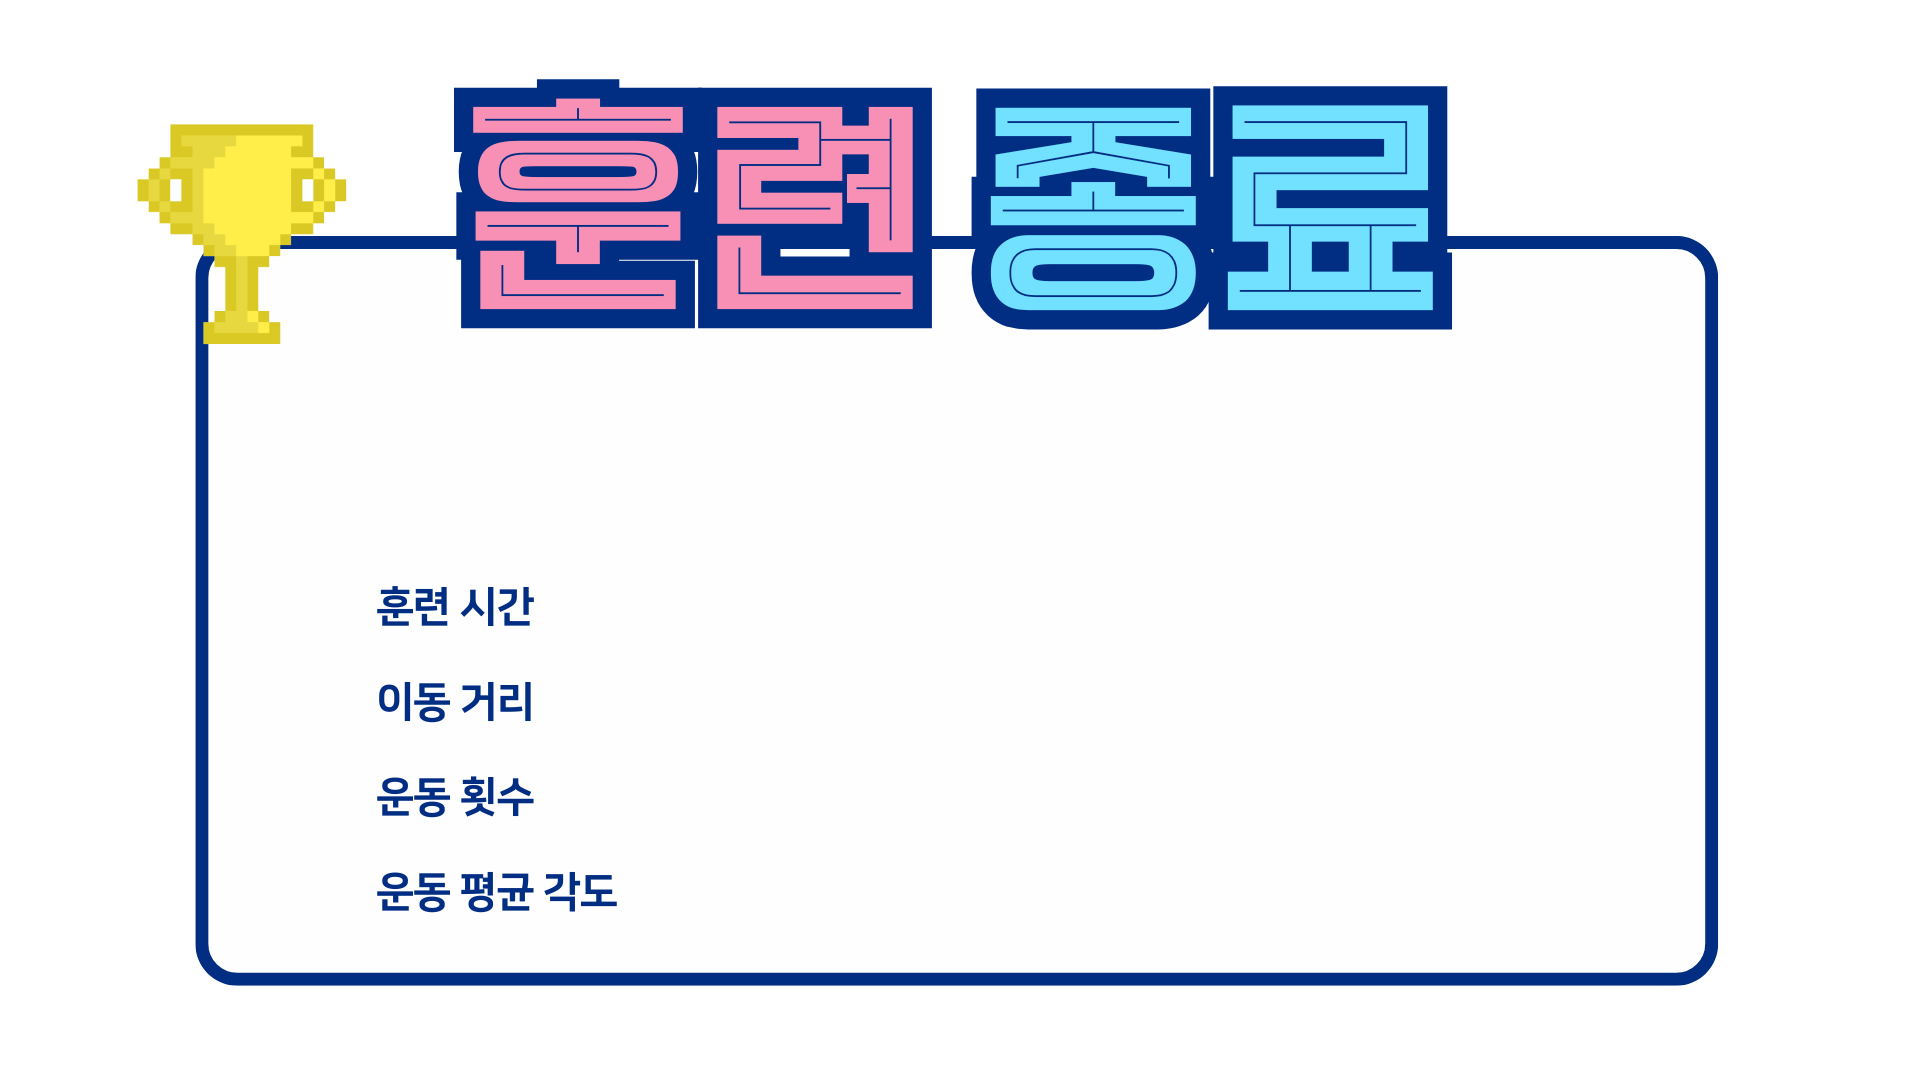 훈련 종료
훈련 시간
이동 거리
운동 횟수
운동 평균 각도